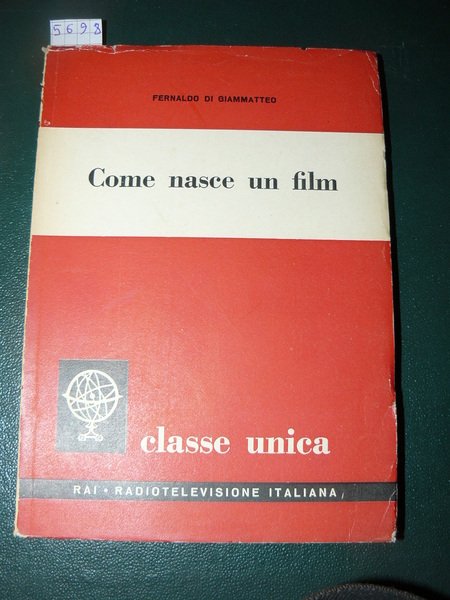 5698
FERNALDO DI GIAMMATTEO
Come nasce un film
classe unica
RAI • RADIOTELEVISIONE ITALIANA